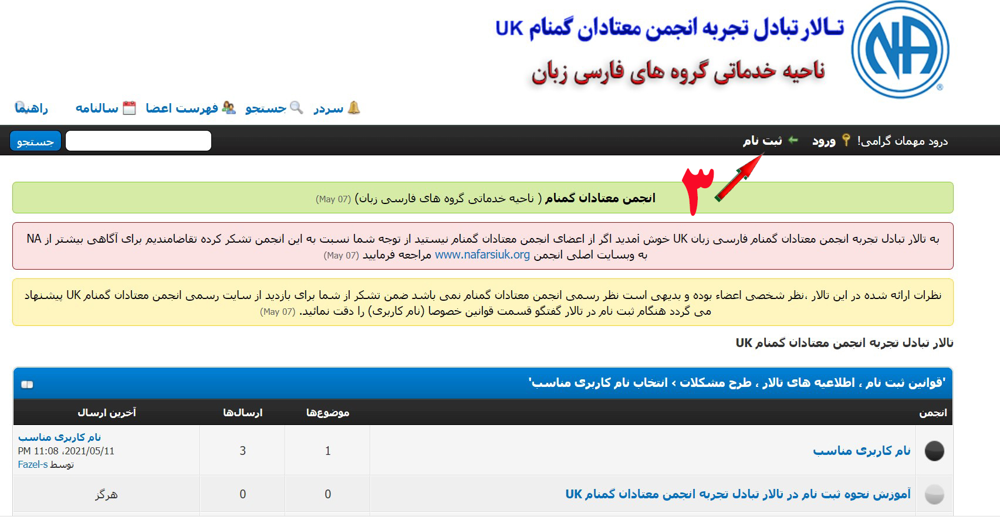 تـالار تبادل تجربه انجمن معتادان گمنام UK
NA
®
ناحیه خدماتی گروه های فارسی زبان
سردر جستجو فهرست اعضا سالنامه راهنما
درود مهمان گرامی! ورود ثبت نام جستجو
۳
انجمن معتادان گمنام ( ناحیه خدماتی گروه های فارسی زبان) (May 07)
به تالار تبادل تجربه انجمن معتادان گمنام فارسی زبان UK خوش آمدید اگر از اعضای انجمن معتادان گمنام نیستید از توجه شما نسبت به این انجمن تشکر کرده تقاضامندیم برای آگاهی بیشتر از NA
به وبسایت اصلی انجمن www.nafarsiuk.org مراجعه فرمایید (May 07)
نظرات ارائه شده در این تالار ،نظر شخصی اعضاء بوده و بدیهی است نظر رسمی انجمن معتادان گمنام نمی باشد ضمن تشکر از شما برای بازدید از سایت رسمی انجمن معتادان گمنام UK پیشنهاد
می گردد هنگام ثبت نام در تالار گفتگو قسمت قوانین خصوصا (نام کاربری) را دقت نمائید. (May 07)
تالار تبادل تجربه انجمن معتادان گمنام UK
'قوانین ثبت نام ، اطلاعیه های تالار ، طرح مشکلات › انتخاب نام کاربری مناسب'
انجمن موضوع‌ها ارسال‌ها آخرین ارسال
نام کاربری مناسب 1 3 نام کاربری مناسب
2021/05/11، 11:08 PM
توسط Fazel-s
آموزش نحوه ثبت نام در تالار تبادل تجربه انجمن معتادان گمنام UK 0 0 هرگز